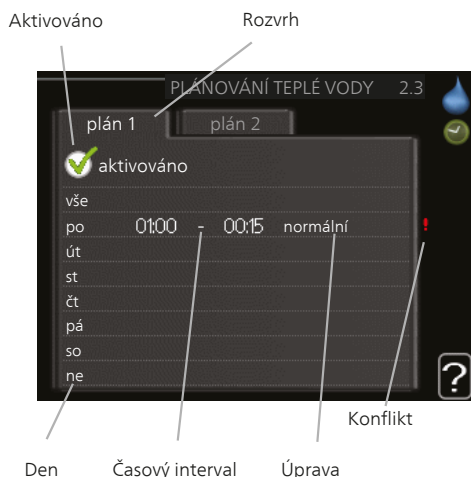 Aktivováno Rozvrh
PLÁNOVÁNÍ TEPLÉ VODY 2.3
plán 1 plán 2
aktivováno
vše
po 01:00 - 00:15 normální !
út
st
čt
pá
so
ne
?
Konflikt
Den Časový interval Úprava